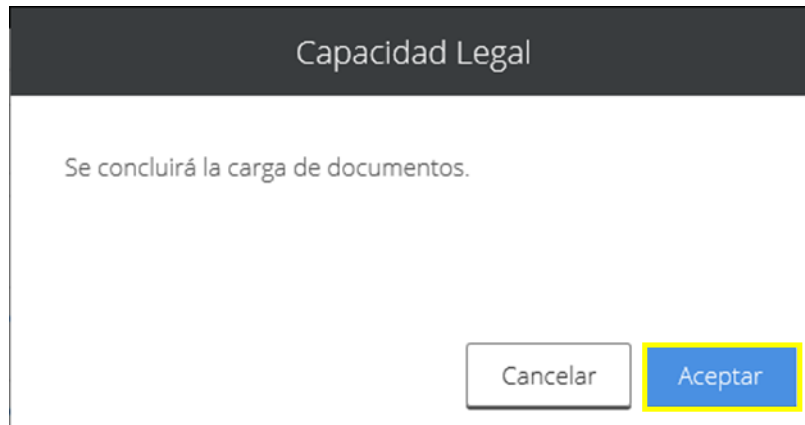 Capacidad Legal
Se concluirá la carga de documentos.
Cancelar Aceptar